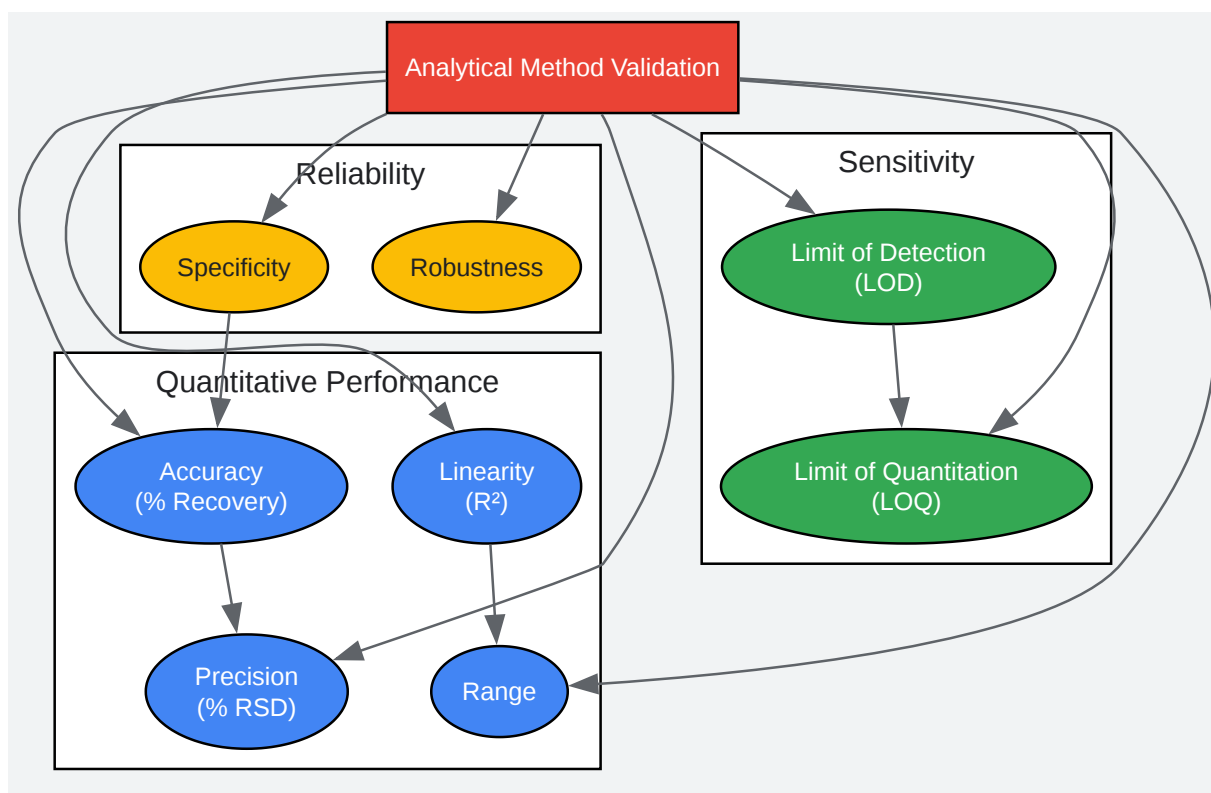 Analytical Method Validation
Reliability
Specificity
Robustness
Sensitivity
Limit of Detection
(LOD)
Limit of Quantitation
(LOQ)
Quantitative Performance
Accuracy
(% Recovery)
Linearity
(R²)
Precision
(% RSD)
Range